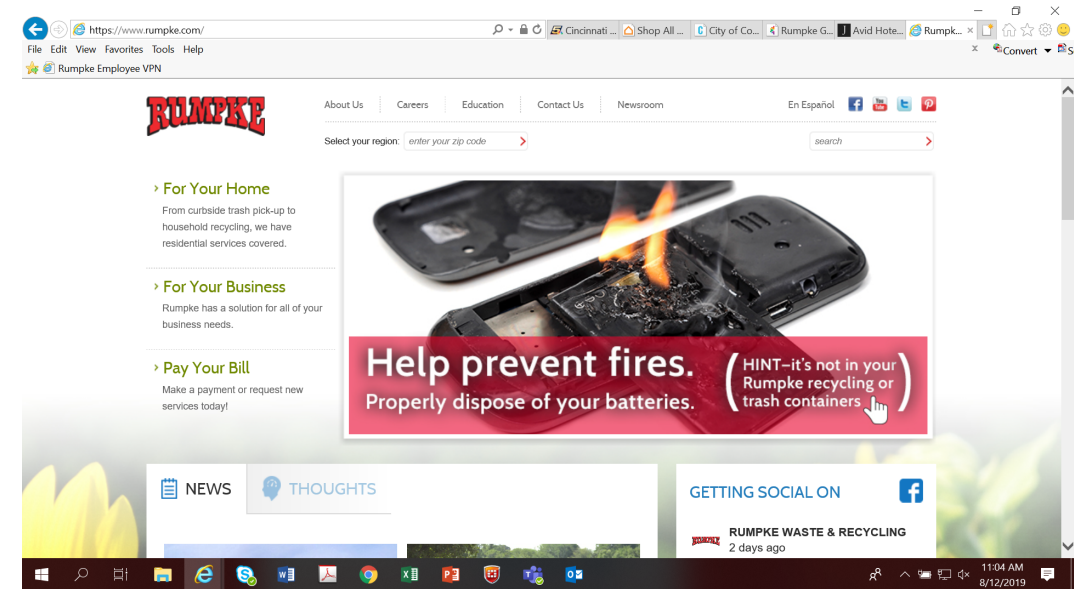 https://www.rumpke.com/
Cincinnati ...
Shop All ...
City of Co...
Rumpke G...
Avid Hote...
Rumpk...
File Edit View Favorites Tools Help
Convert
Rumpke Employee VPN
RUMPKE
About Us Careers Education Contact Us Newsroom
En Español
Select your region: enter your zip code
search
For Your Home
From curbside trash pick-up to
household recycling, we have
residential services covered.
For Your Business
Rumpke has a solution for all of your
business needs.
Pay Your Bill
Make a payment or request new
services today!
Help prevent fires.
Properly dispose of your batteries.
(HINT–it's not in your
Rumpke recycling or
trash containers)
NEWS
THOUGHTS
GETTING SOCIAL ON
RUMPKE
RUMPKE WASTE & RECYCLING
2 days ago
11:04 AM
8/12/2019